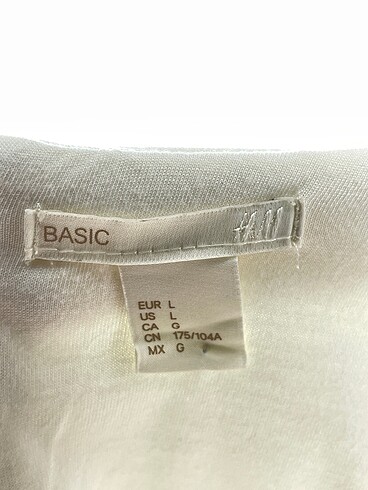 BASIC H&M
EUR L
US L
CA G
CN 175/104A
MX G